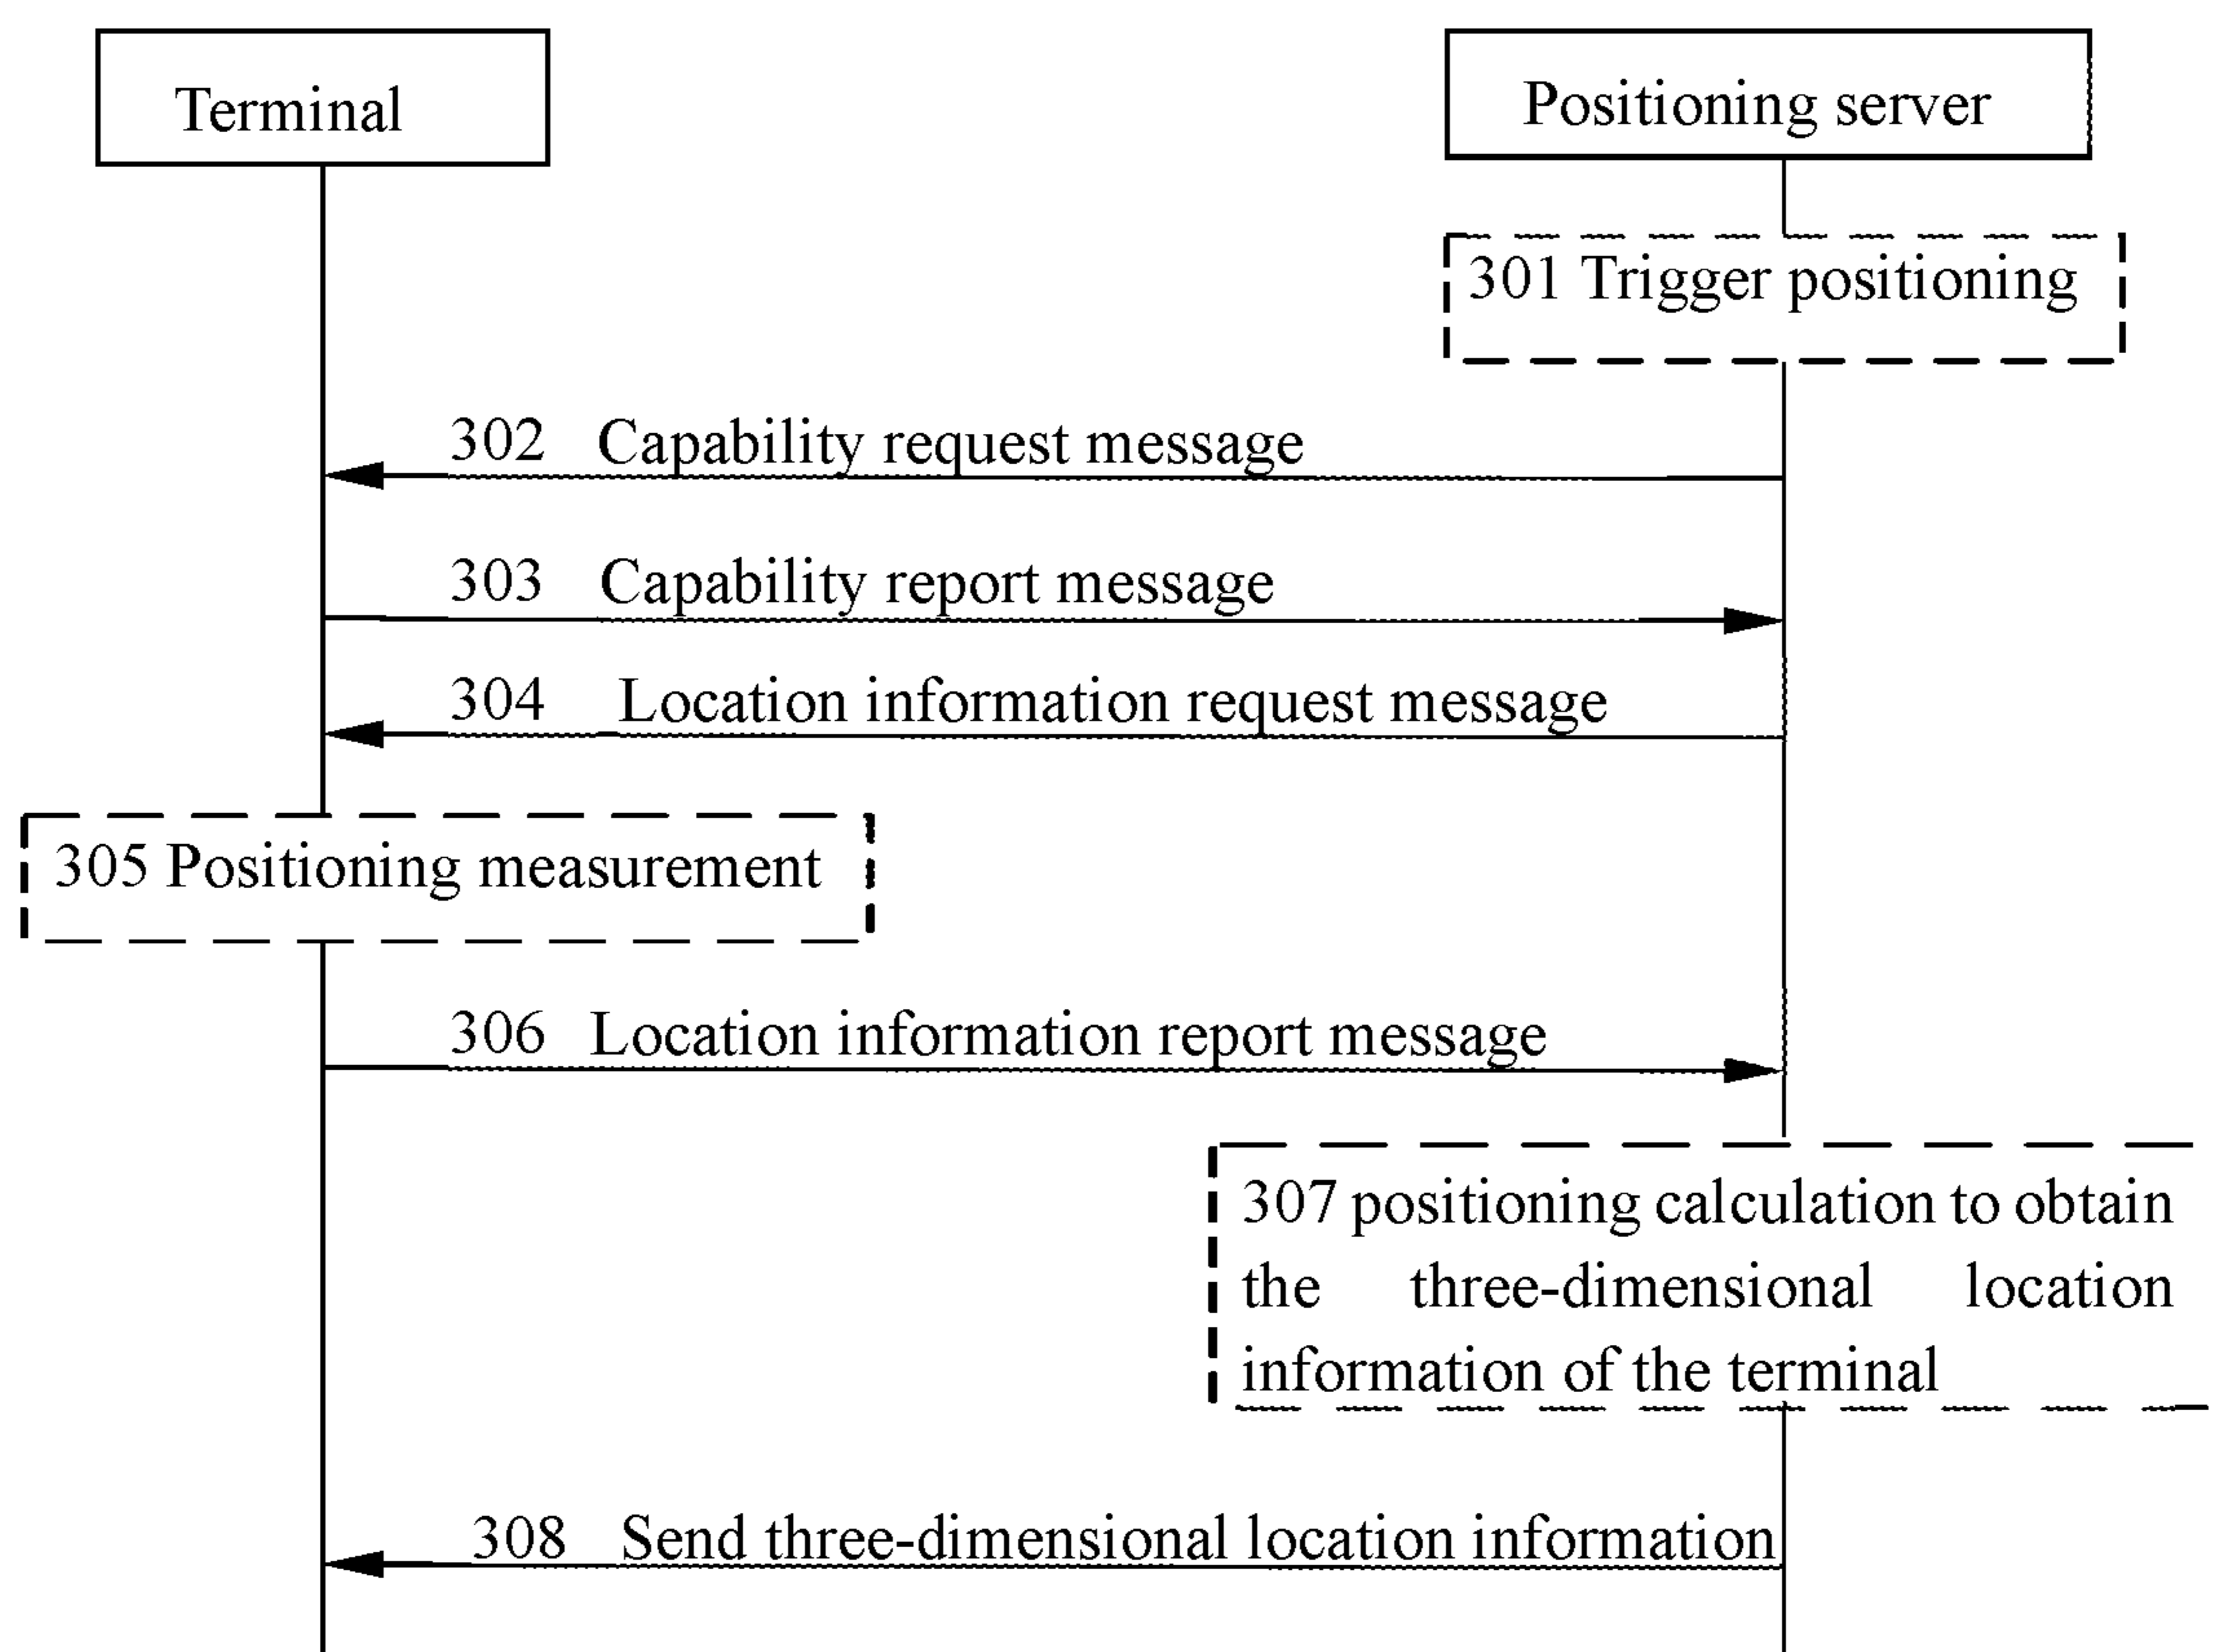 Terminal
Positioning server
301 Trigger positioning
302 Capability request message
303 Capability report message
304 Location information request message
305 Positioning measurement
306 Location information report message
307 positioning calculation to obtain
the three-dimensional location
information of the terminal
308 Send three-dimensional location information